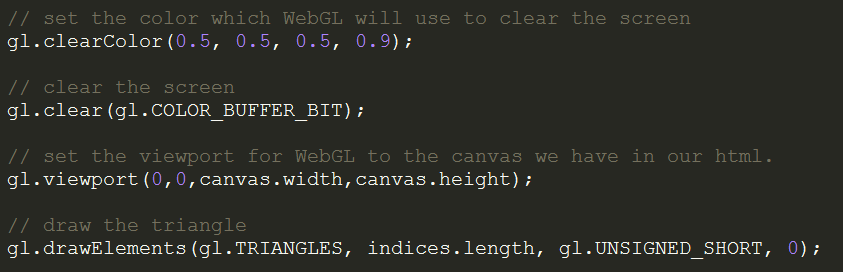 // set the color which WebGL will use to clear the screen
gl.clearColor(0.5, 0.5, 0.5, 0.9);
// clear the screen
gl.clear(gl.COLOR_BUFFER_BIT);
// set the viewport for WebGL to the canvas we have in our html.
gl.viewport(0,0,canvas.width,canvas.height);
// draw the triangle
gl.drawElements(gl.TRIANGLES, indices.length, gl.UNSIGNED_SHORT, 0);